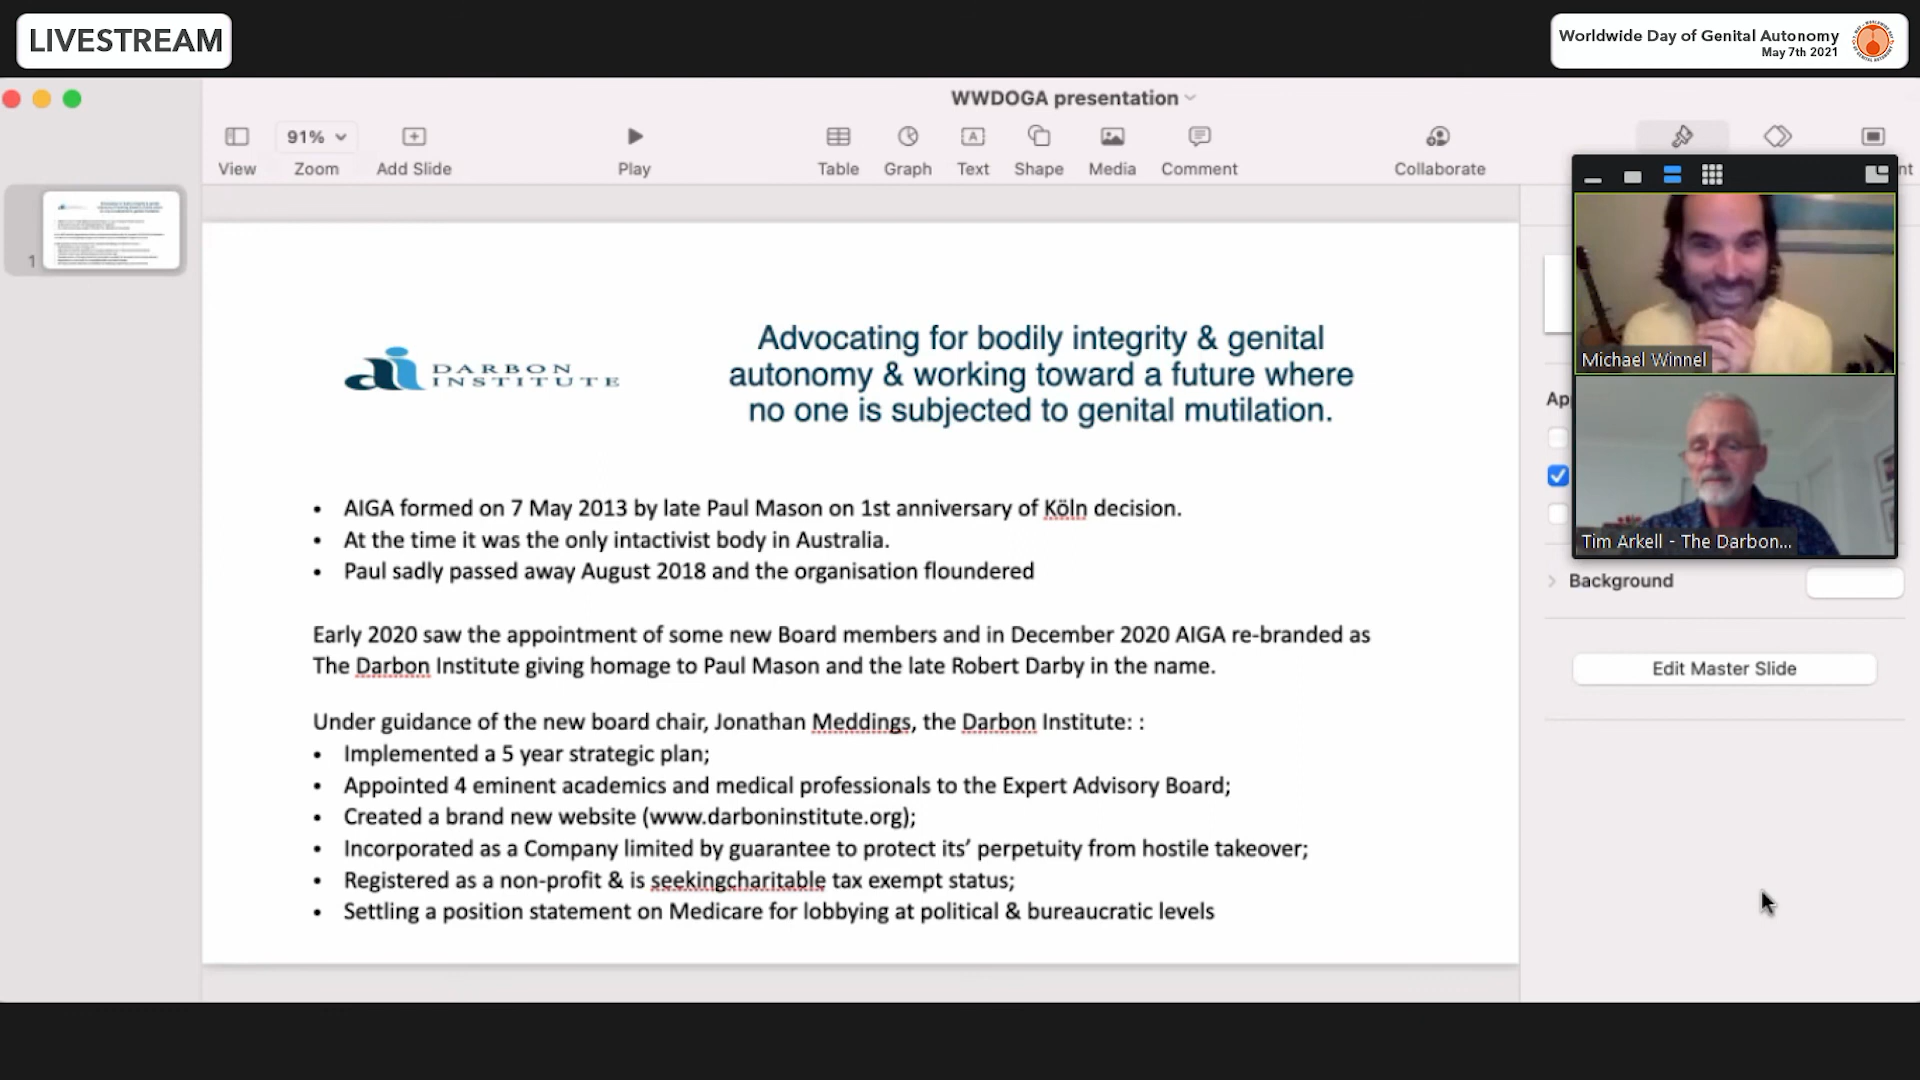 LIVESTREAM
Worldwide Day of Genital Autonomy
May 7th 2021
WWDOGA presentation
91%
View
Zoom
Add Slide
Play
Table
Graph
Text
Shape
Media
Comment
Collaborate
1
DARBON
INSTITUTE
Advocating for bodily integrity & genital
autonomy & working toward a future where
no one is subjected to genital mutilation.
• AIGA formed on 7 May 2013 by late Paul Mason on 1st anniversary of Köln decision.
• At the time it was the only intactivist body in Australia.
• Paul sadly passed away August 2018 and the organisation floundered
Early 2020 saw the appointment of some new Board members and in December 2020 AIGA re-branded as
The Darbon Institute giving homage to Paul Mason and the late Robert Darby in the name.
Under guidance of the new board chair, Jonathan Meddings, the Darbon Institute: :
• Implemented a 5 year strategic plan;
• Appointed 4 eminent academics and medical professionals to the Expert Advisory Board;
• Created a brand new website (www.darboninstitute.org);
• Incorporated as a Company limited by guarantee to protect its’ perpetuity from hostile takeover;
• Registered as a non-profit & is seekingcharitable tax exempt status;
• Settling a position statement on Medicare for lobbying at political & bureaucratic levels
Michael Winnel
Tim Arkell - The Darbon...
Background
Edit Master Slide